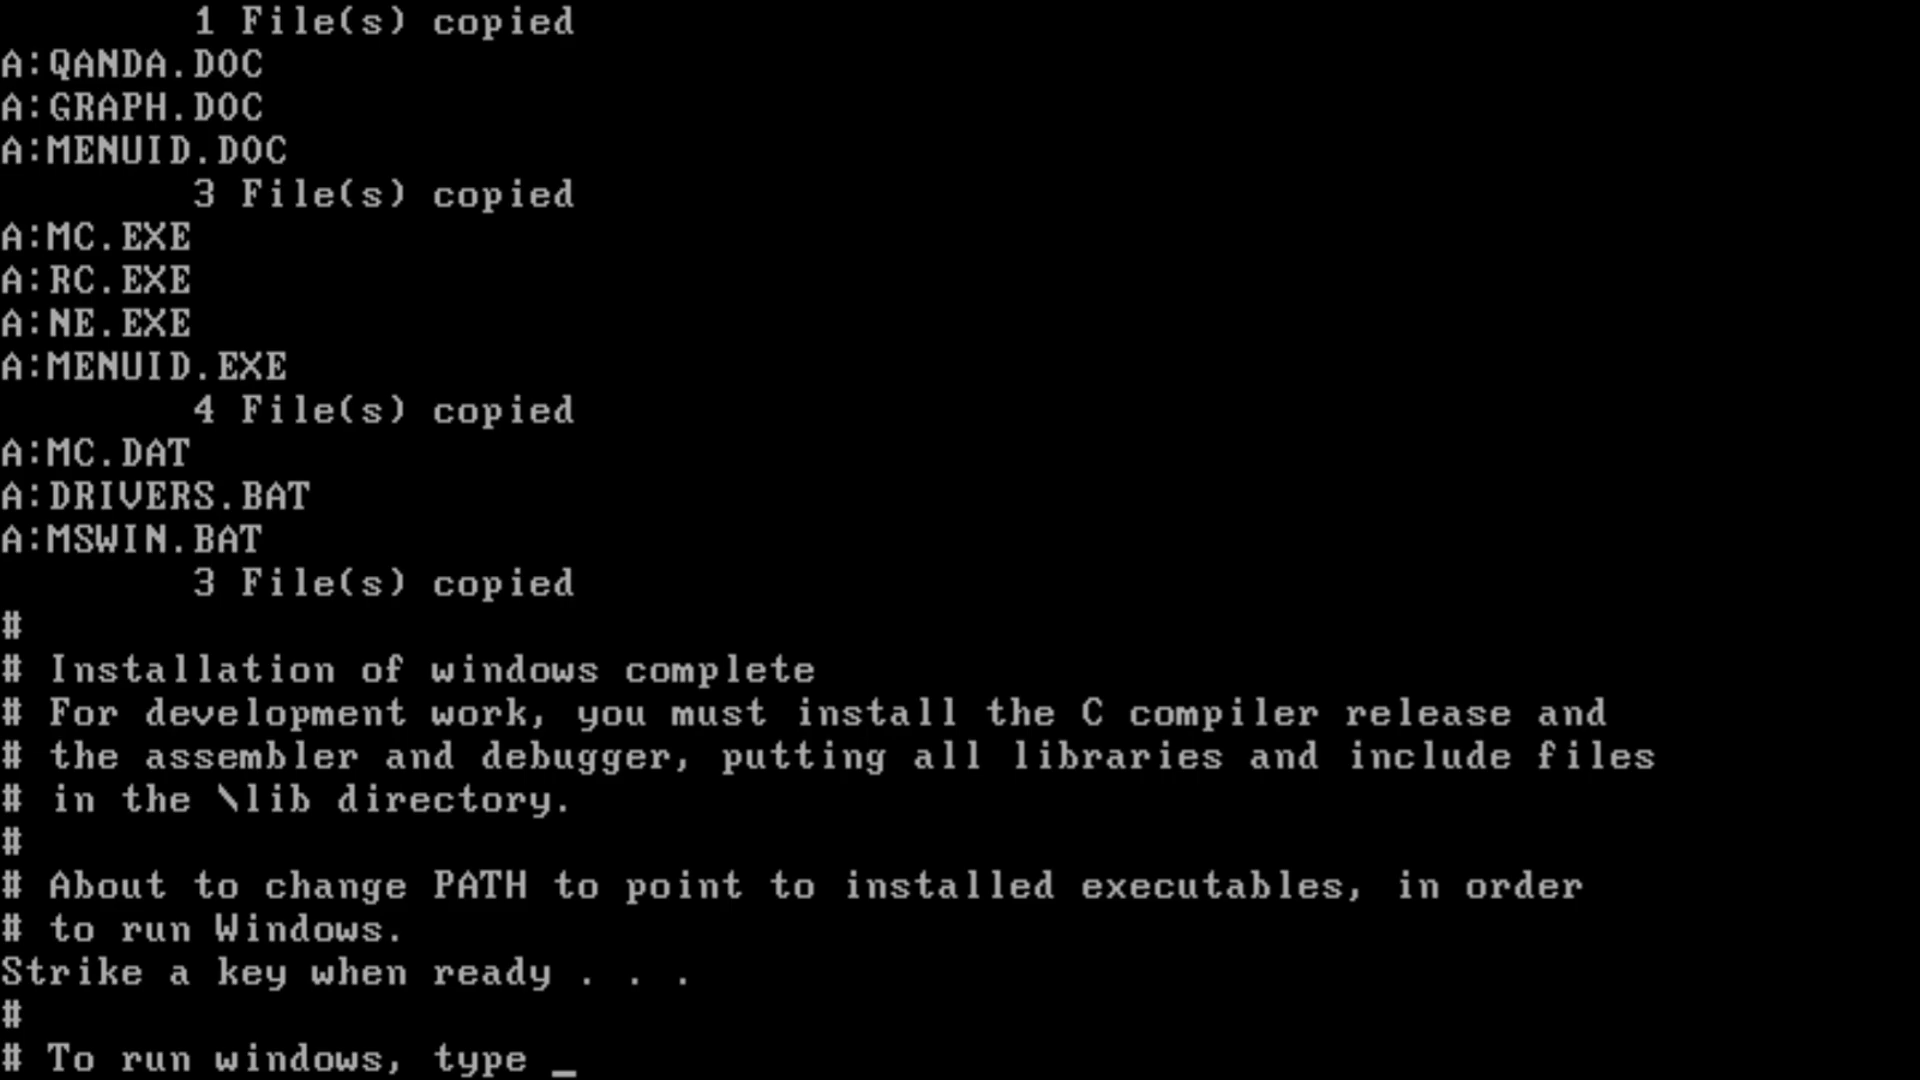 1 File(s) copied
A:QANDA.DOC
A:GRAPH.DOC
A:MENUID.DOC
3 File(s) copied
A:MC.EXE
A:RC.EXE
A:NE.EXE
A:MENUID.EXE
4 File(s) copied
A:MC.DAT
A:DRIVERS.BAT
A:MSWIN.BAT
3 File(s) copied
#
# Installation of windows complete
# For development work, you must install the C compiler release and
# the assembler and debugger, putting all libraries and include files
# in the \lib directory.
#
# About to change PATH to point to installed executables, in order
# to run Windows.
Strike a key when ready . . .
#
# To run windows, type _